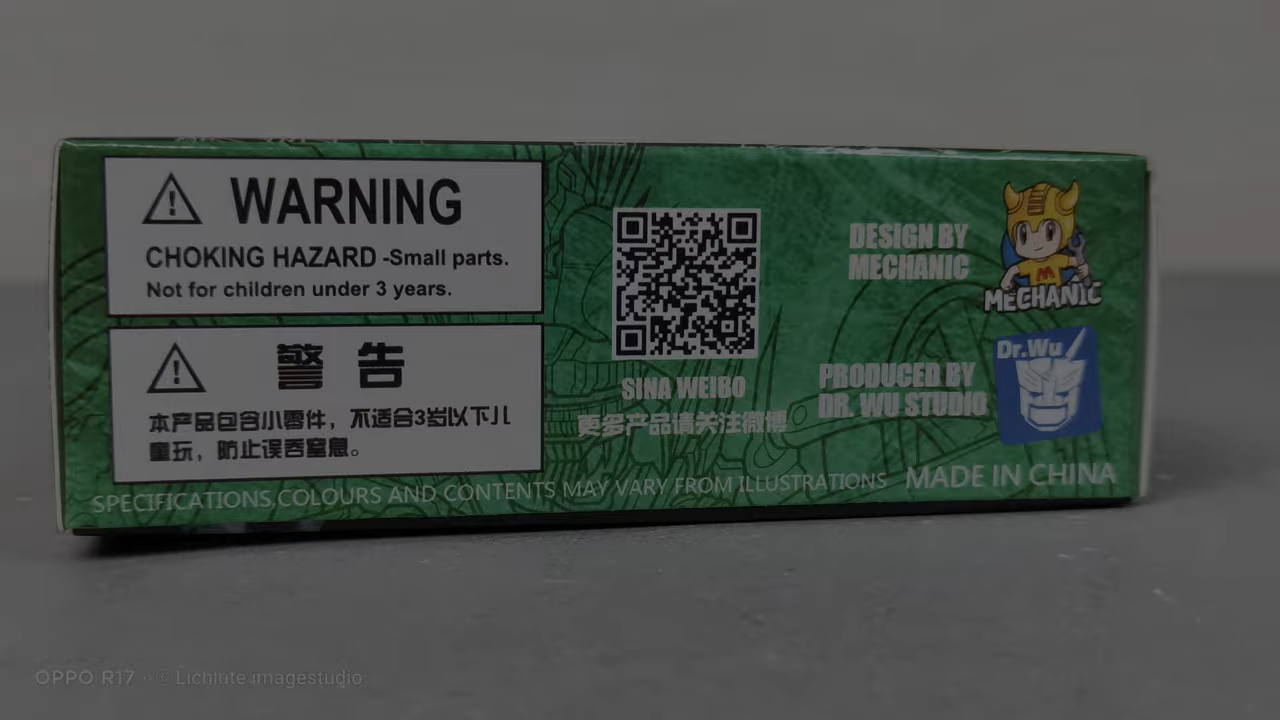 WARNING
CHOKING HAZARD -Small parts.
Not for children under 3 years.
警 告
本产品包含小零件，不适合3岁以下儿
童玩，防止误吞窒息。
SINA WEIBO
更多产品请关注微博
DESIGN BY
MECHANIC
M
MECHANIC
PRODUCED BY
DR. WU STUDIO
Dr.Wu
SPECIFICATIONS,COLOURS AND CONTENTS MAY VARY FROM ILLUSTRATIONS
MADE IN CHINA
OPPO R17 · © Lichlute.imagestudio